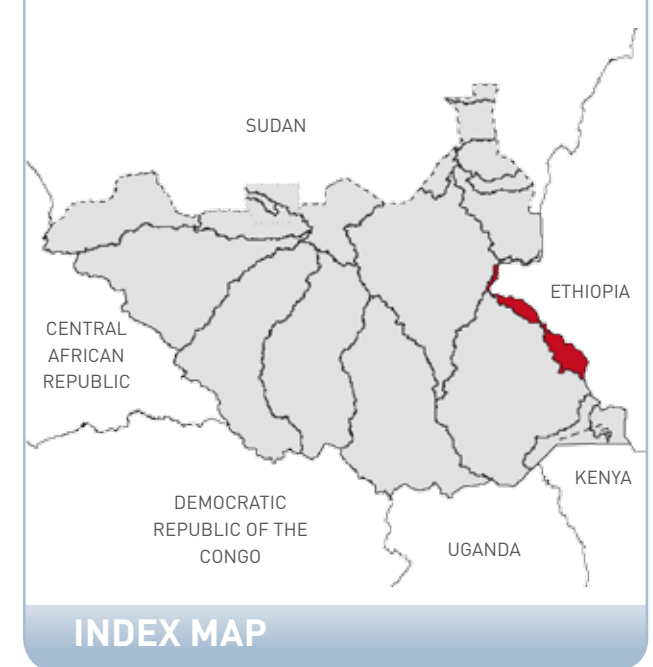 SUDAN
ETHIOPIA
CENTRAL
AFRICAN
REPUBLIC
KENYA
DEMOCRATIC
REPUBLIC OF THE
CONGO
UGANDA
INDEX MAP